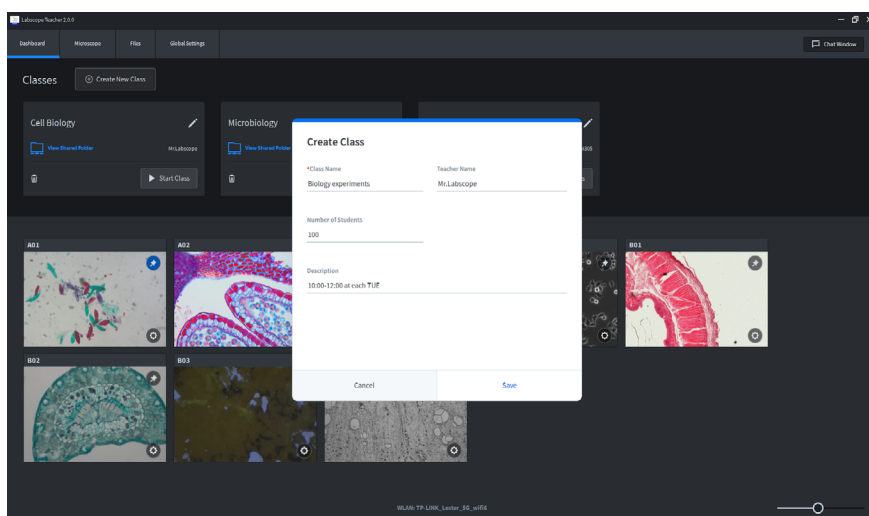 Labscope Teacher 2.0.0
Dashboard Microscope Files Global Settings
Chat Window
Classes
Create New Class
Cell Biology
Microbiology
View Shared Folder Mr.Labscope
View Shared Folder
Start Class
Create Class
*Class Name Teacher Name
Biology experiments Mr.Labscope
Number of Students
100
Description
10:00-12:00 at each TUE
Cancel Save
A01 A02 B01
B02 B03
WLAN: TP-LINK_Lester_5G_wifi6